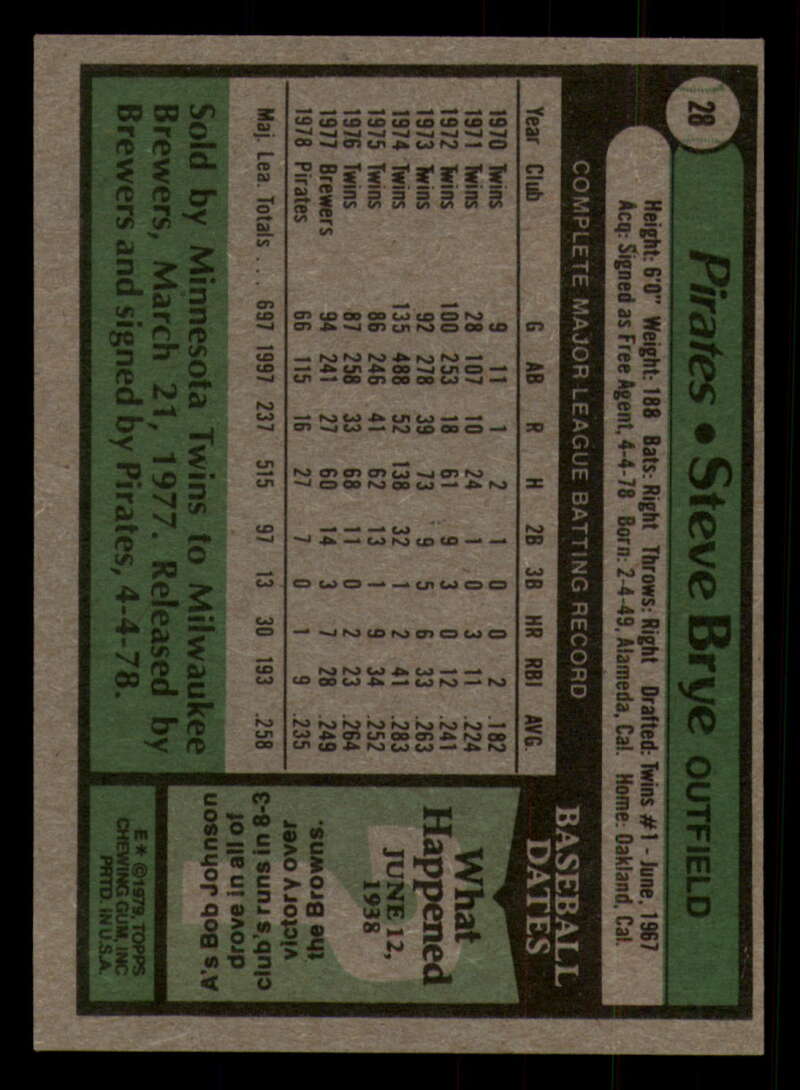 28
Pirates • Steve Brye OUTFIELD
Height: 6'0" Weight: 188 Bats: Right Throws: Right Drafted: Twins #1 - June, 1967
Acq: Signed as Free Agent, 4-4-78 Born: 2-4-49, Alameda, Cal. Home: Oakland, Cal.
COMPLETE MAJOR LEAGUE BATTING RECORD
Year Club G AB R H 2B 3B HR RBI AVG.
1970 Twins 9 11 1 2 1 0 0 2 .182
1971 Twins 28 107 10 24 1 0 3 11 .224
1972 Twins 100 253 18 61 9 3 0 12 .241
1973 Twins 92 278 39 73 9 5 6 33 .263
1974 Twins 135 488 52 138 32 1 2 41 .283
1975 Twins 86 246 41 62 13 1 9 34 .252
1976 Twins 87 258 33 68 11 0 2 23 .264
1977 Brewers 94 241 27 60 14 3 7 28 .249
1978 Pirates 66 115 16 27 7 0 1 9 .235
Maj. Lea. Totals . . . 697 1997 237 515 97 13 30 193 .258
Sold by Minnesota Twins to Milwaukee
Brewers, March 21, 1977. Released by
Brewers and signed by Pirates, 4-4-78.
BASEBALL
DATES
What
Happened
JUNE 12,
1938
?
A's Bob Johnson
drove in all of
club's runs in 8-3
victory over
the Browns.
E* ©1979, TOPPS
CHEWING GUM, INC
PRTD. IN U.S.A.